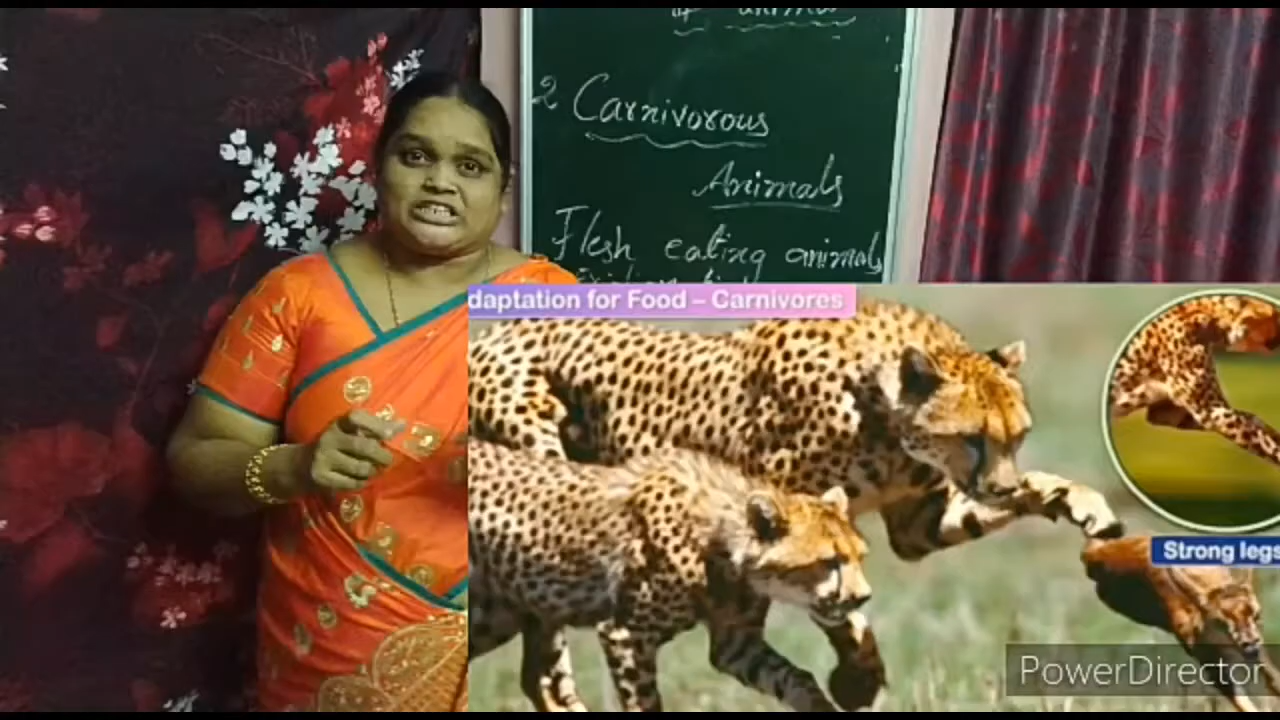 2 Carnivorous
Animals
Flesh eating animals
daptation for Food – Carnivores
Strong legs
PowerDirector